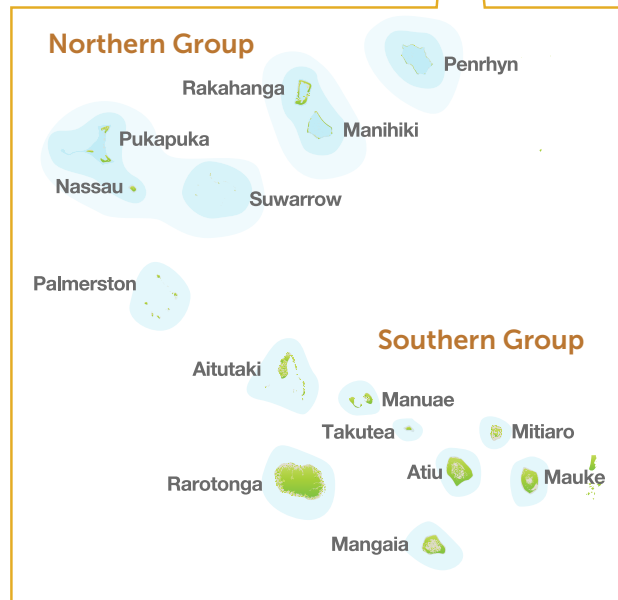 Northern Group
Penrhyn
Rakahanga
Manihiki
Pukapuka
Nassau
Suwarrow
Palmerston
Southern Group
Aitutaki
Manuae
Takutea
Mitiaro
Atiu
Mauke
Rarotonga
Mangaia